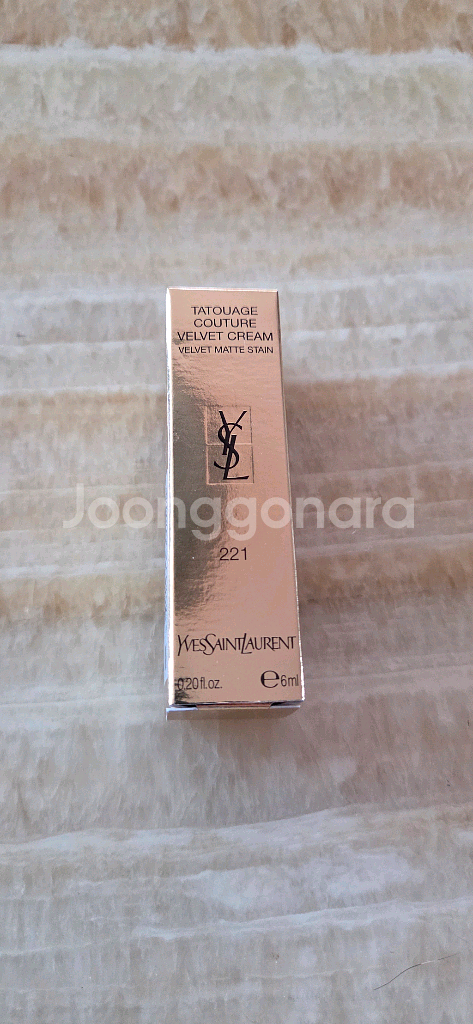 TATOUAGE
COUTURE
VELVET CREAM
VELVET MATTE STAIN
YSL
Joonggonara
221
YVESSAINTLAURENT
0.20 fl.oz. e 6ml